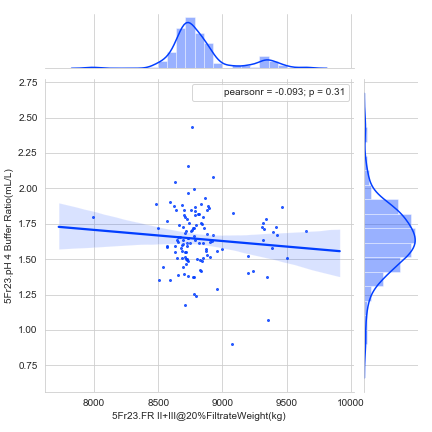 pearsonr = -0.093; p = 0.31
2.75
2.50
2.25
2.00
1.75
1.50
1.25
1.00
0.75
5Fr23.pH 4 Buffer Ratio(mL/L)
8000 8500 9000 9500 10000
5Fr23.FR II+III@20%FiltrateWeight(kg)